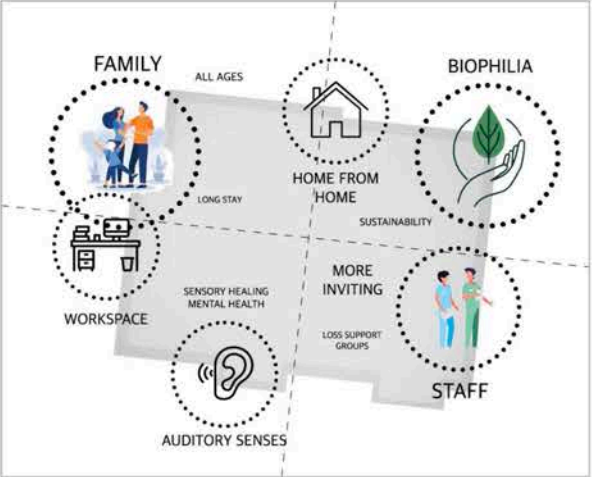 FAMILY
ALL AGES
BIOPHILIA
HOME FROM
HOME
LONG STAY
SUSTAINABILITY
MORE
INVITING
SENSORY HEALING
MENTAL HEALTH
WORKSPACE
LOSS SUPPORT
GROUPS
STAFF
AUDITORY SENSES